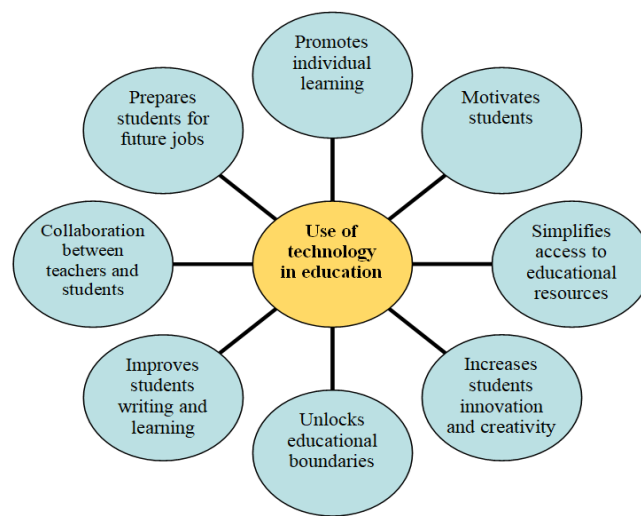 Promotes
individual
learning
Motivates
students
Simplifies
access to
educational
resources
Increases
students
innovation
and creativity
Unlocks
educational
boundaries
Improves
students
writing and
learning
Collaboration
between
teachers and
students
Prepares
students for
future jobs
Use of
technology
in education